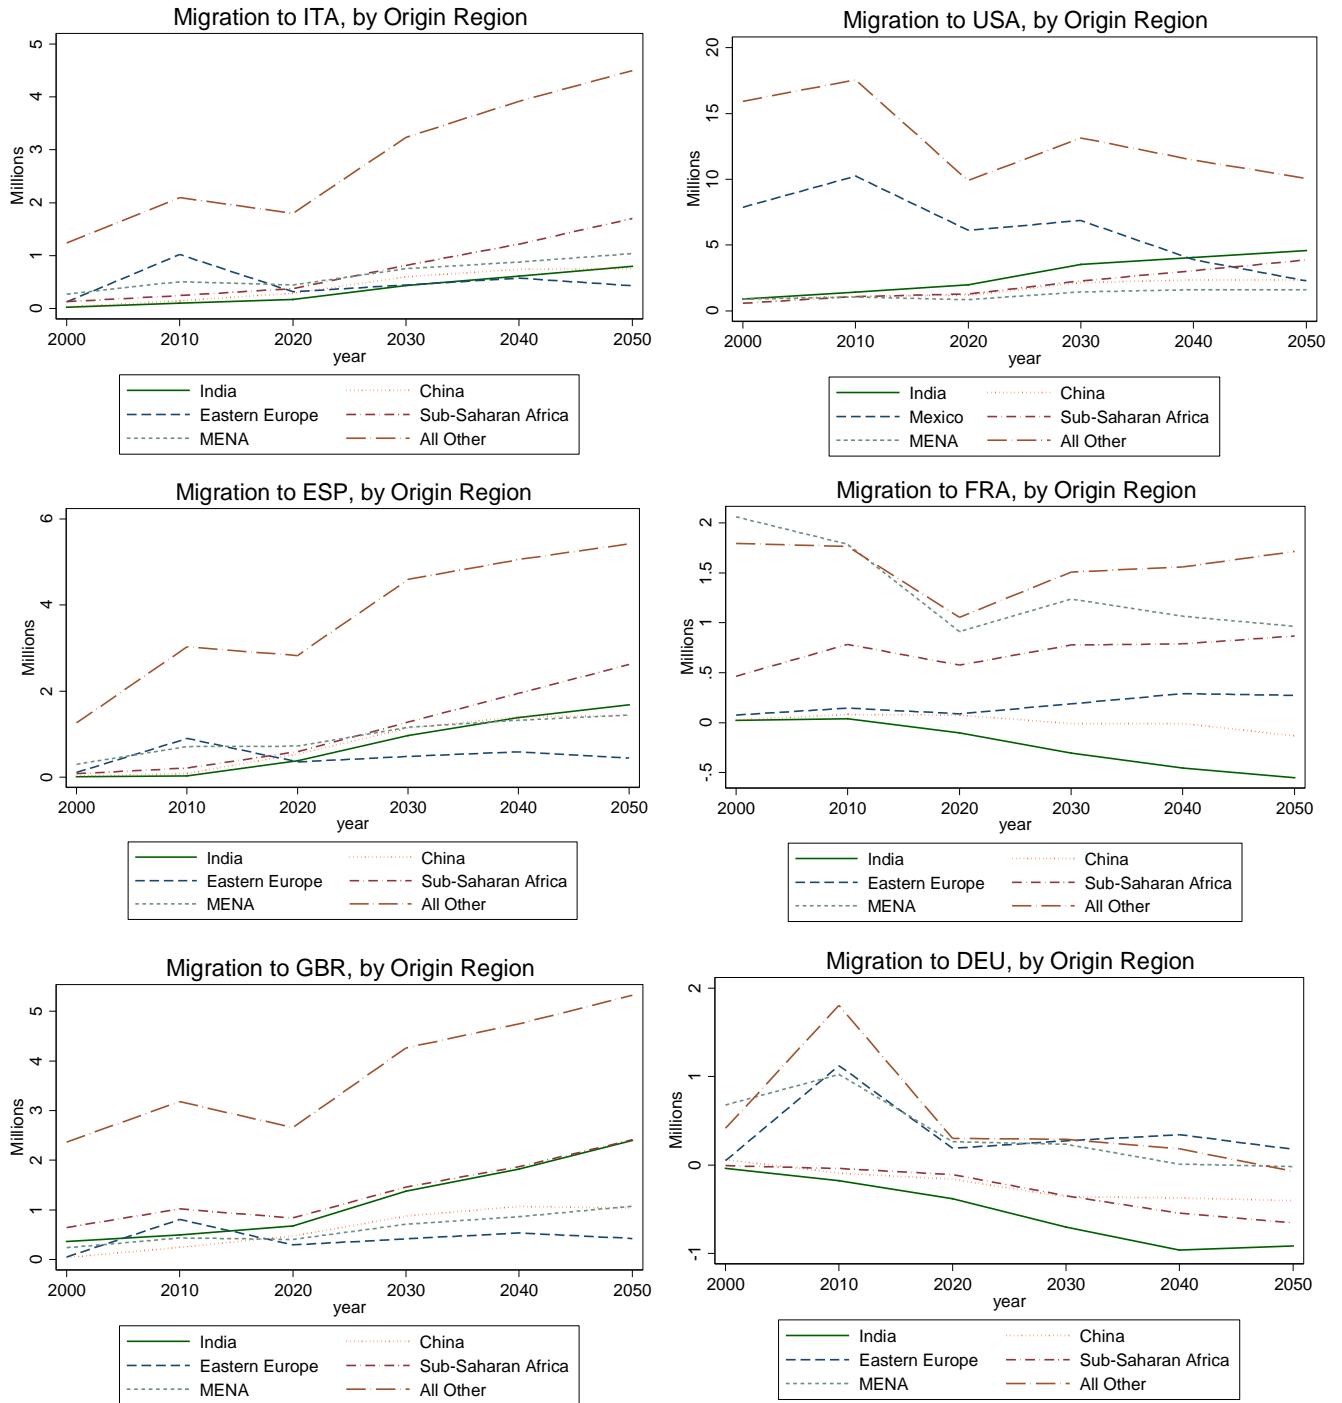 Migration to ITA, by Origin Region
Millions
5
4
3
2
1
0
2000 2010 2020 2030 2040 2050
year
India China
Eastern Europe Sub-Saharan Africa
MENA All Other
Migration to USA, by Origin Region
Millions
20
15
10
5
0
2000 2010 2020 2030 2040 2050
year
India China
Mexico Sub-Saharan Africa
MENA All Other
Migration to ESP, by Origin Region
Millions
6
4
2
0
2000 2010 2020 2030 2040 2050
year
India China
Eastern Europe Sub-Saharan Africa
MENA All Other
Migration to FRA, by Origin Region
Millions
2
1.5
1
.5
0
-.5
2000 2010 2020 2030 2040 2050
year
India China
Eastern Europe Sub-Saharan Africa
MENA All Other
Migration to GBR, by Origin Region
Millions
5
4
3
2
1
0
2000 2010 2020 2030 2040 2050
year
India China
Eastern Europe Sub-Saharan Africa
MENA All Other
Migration to DEU, by Origin Region
Millions
2
1
0
-1
2000 2010 2020 2030 2040 2050
year
India China
Eastern Europe Sub-Saharan Africa
MENA All Other